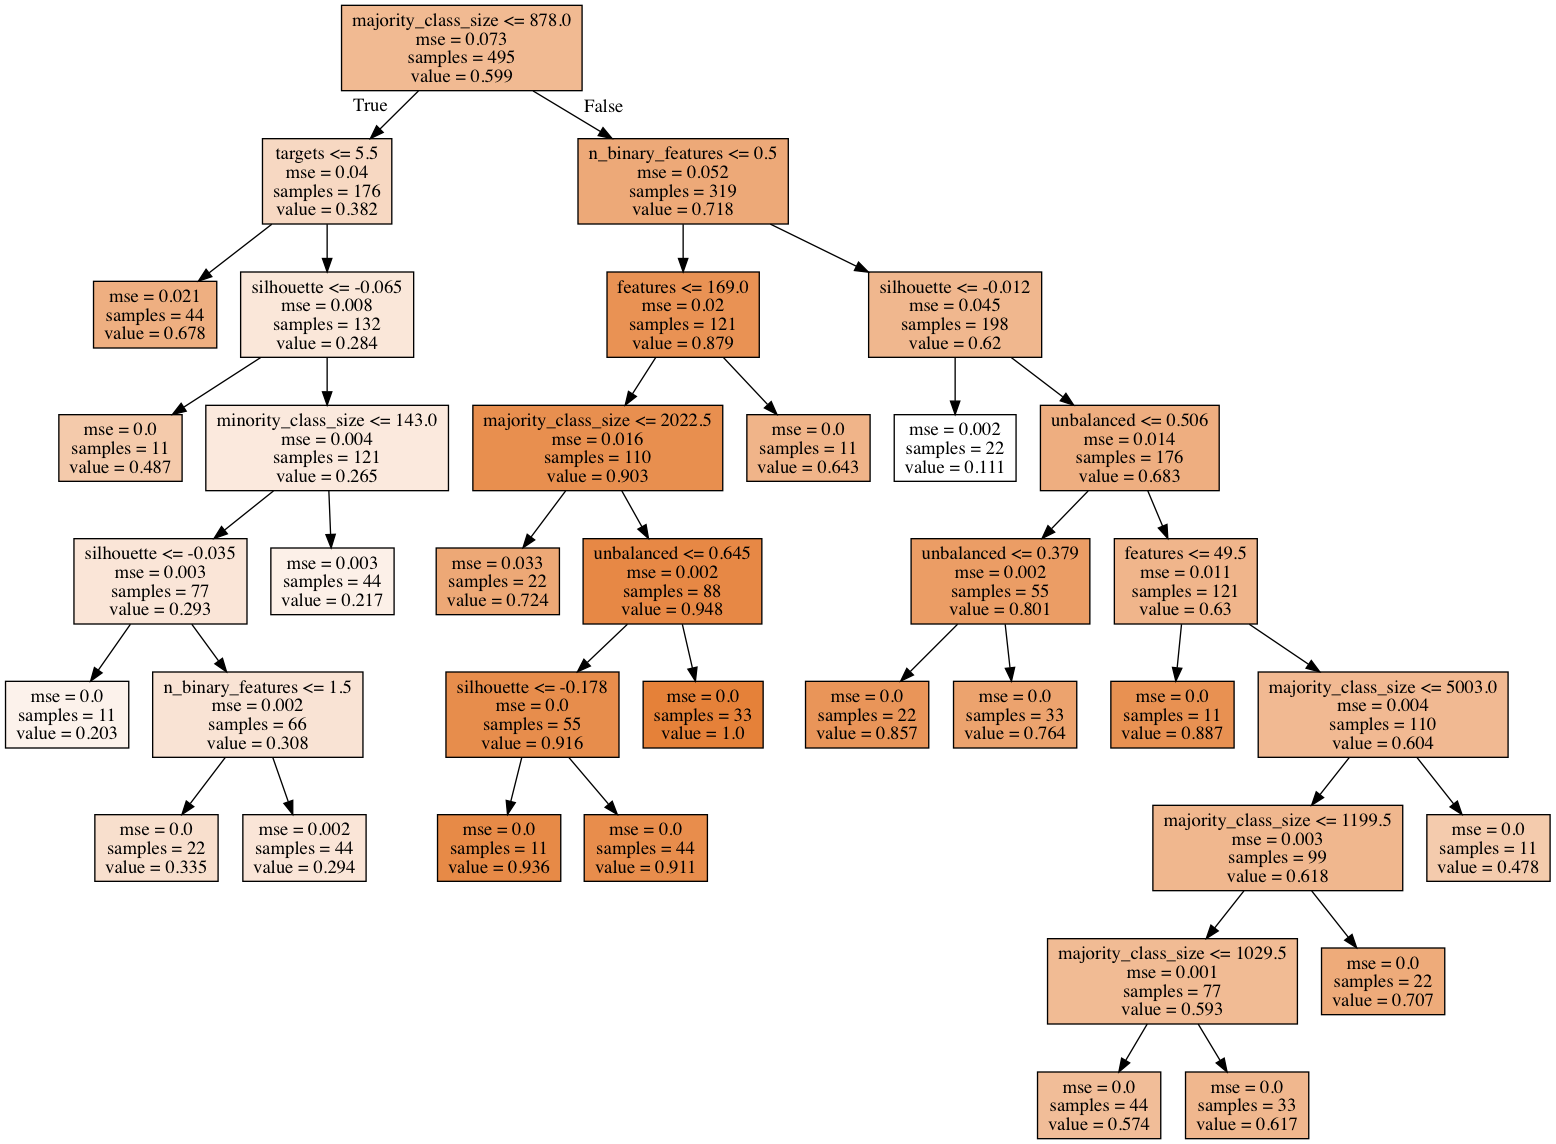 majority_class_size <= 878.0
mse = 0.073
samples = 495
value = 0.599
True
False
targets <= 5.5
mse = 0.04
samples = 176
value = 0.382
n_binary_features <= 0.5
mse = 0.052
samples = 319
value = 0.718
mse = 0.021
samples = 44
value = 0.678
silhouette <= -0.065
mse = 0.008
samples = 132
value = 0.284
features <= 169.0
mse = 0.02
samples = 121
value = 0.879
silhouette <= -0.012
mse = 0.045
samples = 198
value = 0.62
mse = 0.0
samples = 11
value = 0.487
minority_class_size <= 143.0
mse = 0.004
samples = 121
value = 0.265
majority_class_size <= 2022.5
mse = 0.016
samples = 110
value = 0.903
mse = 0.0
samples = 11
value = 0.643
mse = 0.002
samples = 22
value = 0.111
unbalanced <= 0.506
mse = 0.014
samples = 176
value = 0.683
silhouette <= -0.035
mse = 0.003
samples = 77
value = 0.293
mse = 0.003
samples = 44
value = 0.217
mse = 0.033
samples = 22
value = 0.724
unbalanced <= 0.645
mse = 0.002
samples = 88
value = 0.948
unbalanced <= 0.379
mse = 0.002
samples = 55
value = 0.801
features <= 49.5
mse = 0.011
samples = 121
value = 0.63
mse = 0.0
samples = 11
value = 0.203
n_binary_features <= 1.5
mse = 0.002
samples = 66
value = 0.308
silhouette <= -0.178
mse = 0.0
samples = 55
value = 0.916
mse = 0.0
samples = 33
value = 1.0
mse = 0.0
samples = 22
value = 0.857
mse = 0.0
samples = 33
value = 0.764
mse = 0.0
samples = 11
value = 0.887
majority_class_size <= 5003.0
mse = 0.004
samples = 110
value = 0.604
mse = 0.0
samples = 22
value = 0.335
mse = 0.002
samples = 44
value = 0.294
mse = 0.0
samples = 11
value = 0.936
mse = 0.0
samples = 44
value = 0.911
majority_class_size <= 1199.5
mse = 0.003
samples = 99
value = 0.618
mse = 0.0
samples = 11
value = 0.478
majority_class_size <= 1029.5
mse = 0.001
samples = 77
value = 0.593
mse = 0.0
samples = 22
value = 0.707
mse = 0.0
samples = 44
value = 0.574
mse = 0.0
samples = 33
value = 0.617